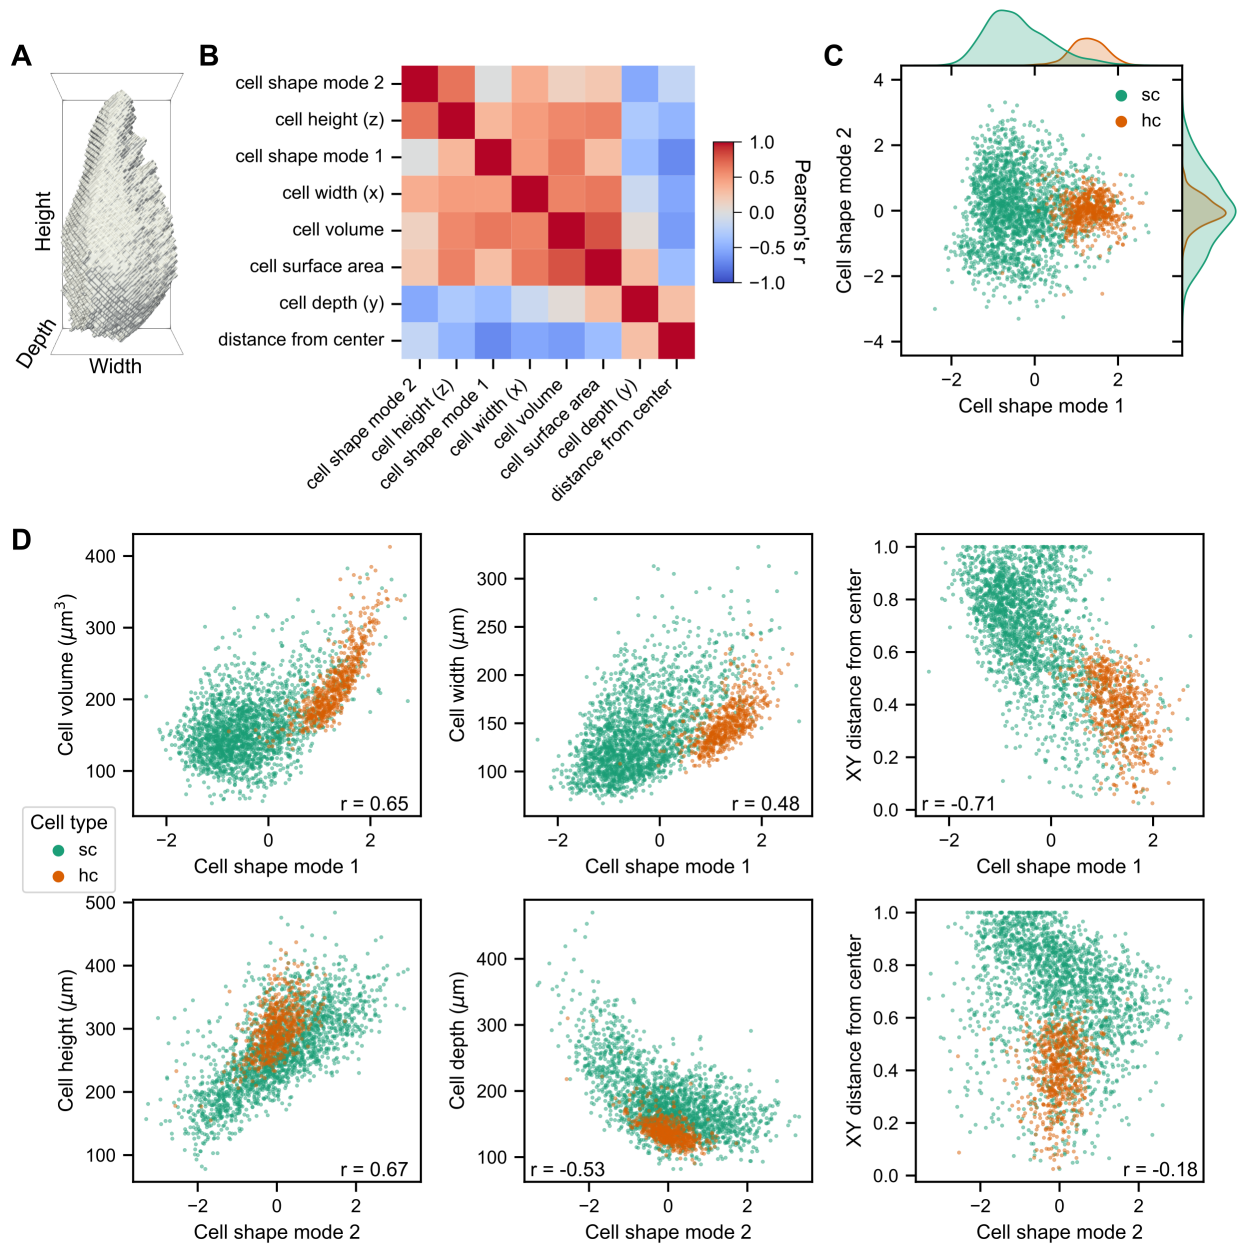 A
Height
Depth
Width
B
cell shape mode 2
cell height (z)
cell shape mode 1
cell width (x)
cell volume
cell surface area
cell depth (y)
distance from center
cell shape mode 2
cell height (z)
cell shape mode 1
cell width (x)
cell volume
cell surface area
cell depth (y)
distance from center
1.0
0.5
0.0
−0.5
−1.0
Pearson's r
C
sc
hc
4
2
0
−2
−4
Cell shape mode 2
−2 0 2
Cell shape mode 1
D
400
300
200
100
Cell volume (μm³)
r = 0.65
−2 0 2
Cell shape mode 1
300
250
200
150
100
Cell width (μm)
r = 0.48
−2 0 2
Cell shape mode 1
1.0
0.8
0.6
0.4
0.2
0.0
XY distance from center
r = -0.71
−2 0 2
Cell shape mode 1
Cell type
sc
hc
500
400
300
200
100
Cell height (μm)
r = 0.67
−2 0 2
Cell shape mode 2
400
300
200
100
Cell depth (μm)
r = -0.53
−2 0 2
Cell shape mode 2
1.0
0.8
0.6
0.4
0.2
0.0
XY distance from center
r = -0.18
−2 0 2
Cell shape mode 2